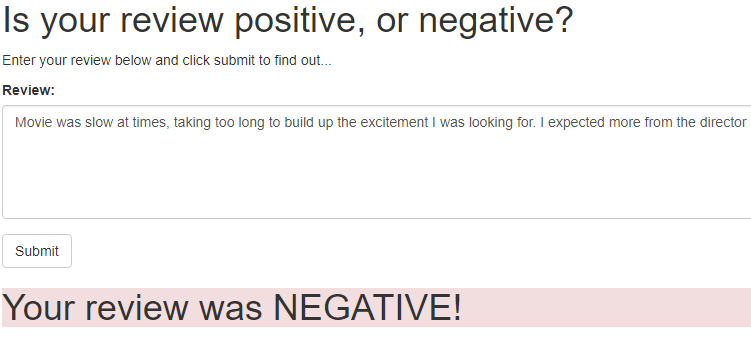 Is your review positive, or negative?
Enter your review below and click submit to find out...
Review:
Movie was slow at times, taking too long to build up the excitement I was looking for. I expected more from the director
Submit
Your review was NEGATIVE!